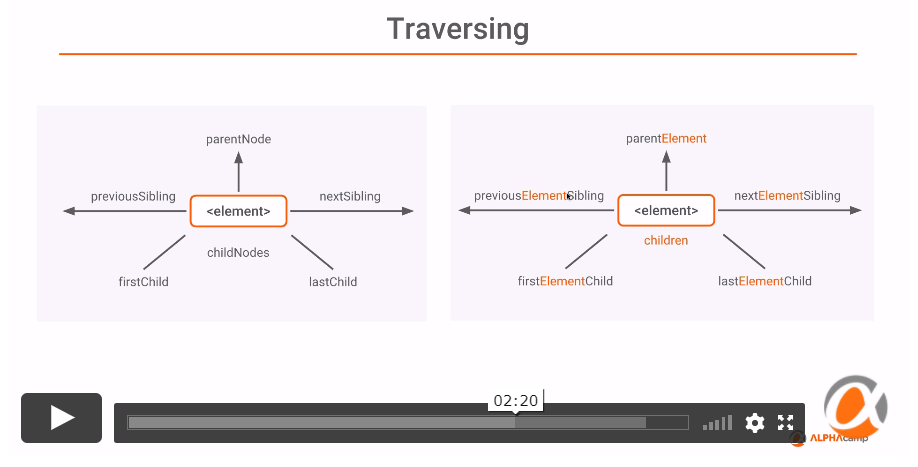 Traversing
parentNode
previousSibling
<element>
nextSibling
childNodes
firstChild
lastChild
parentElement
previousElementSibling
<element>
nextElementSibling
children
firstElementChild
lastElementChild
02:20
ALPHAcamp